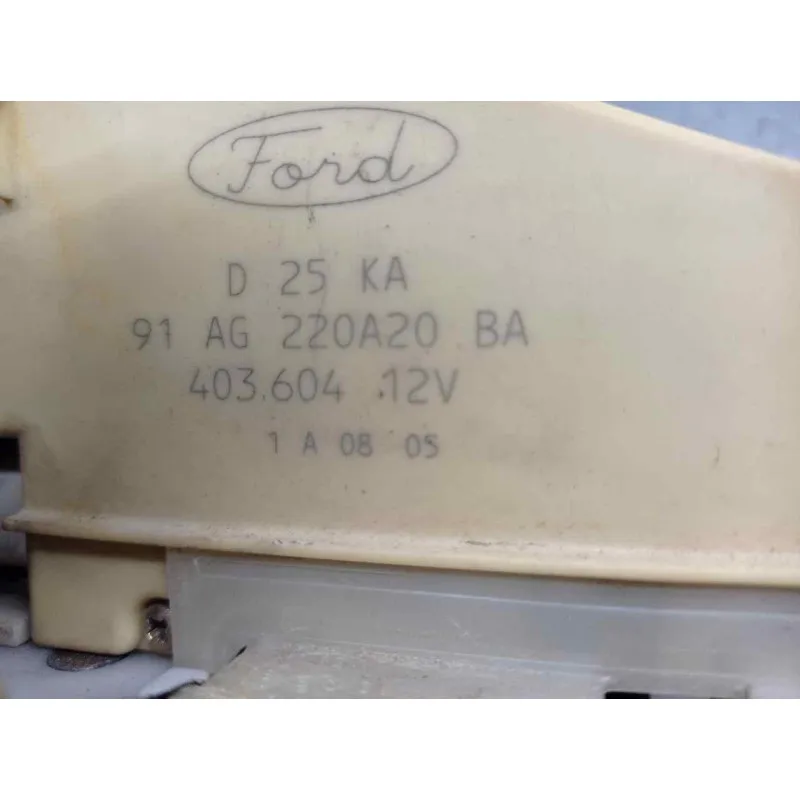 Ford
D 25 KA
91 AG 220A20 BA
403.604 .12V
1 A 08 05